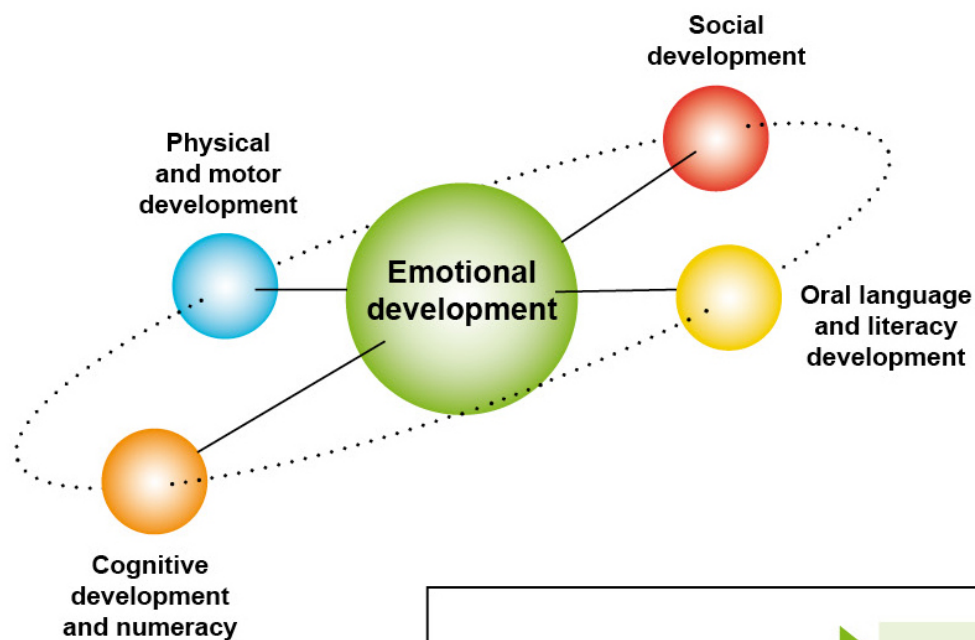 Social
development
Physical
and motor
development
Emotional
development
Oral language
and literacy
development
Cognitive
development
and numeracy